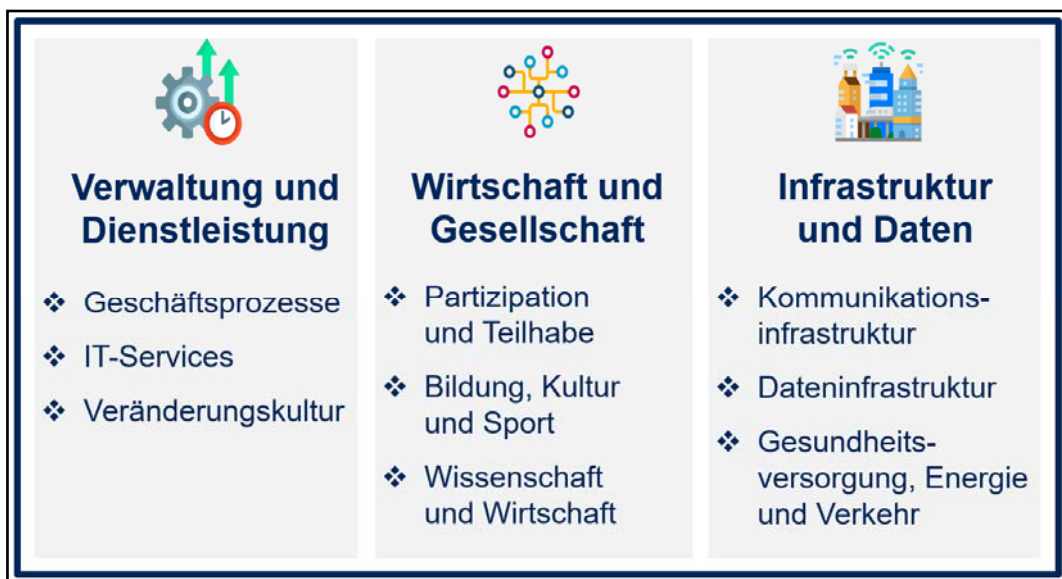 Verwaltung und
Dienstleistung
❖ Geschäftsprozesse
❖ IT-Services
❖ Veränderungskultur
Wirtschaft und
Gesellschaft
❖ Partizipation
und Teilhabe
❖ Bildung, Kultur
und Sport
❖ Wissenschaft
und Wirtschaft
Infrastruktur
und Daten
❖ Kommunikations-
infrastruktur
❖ Dateninfrastruktur
❖ Gesundheits-
versorgung, Energie
und Verkehr